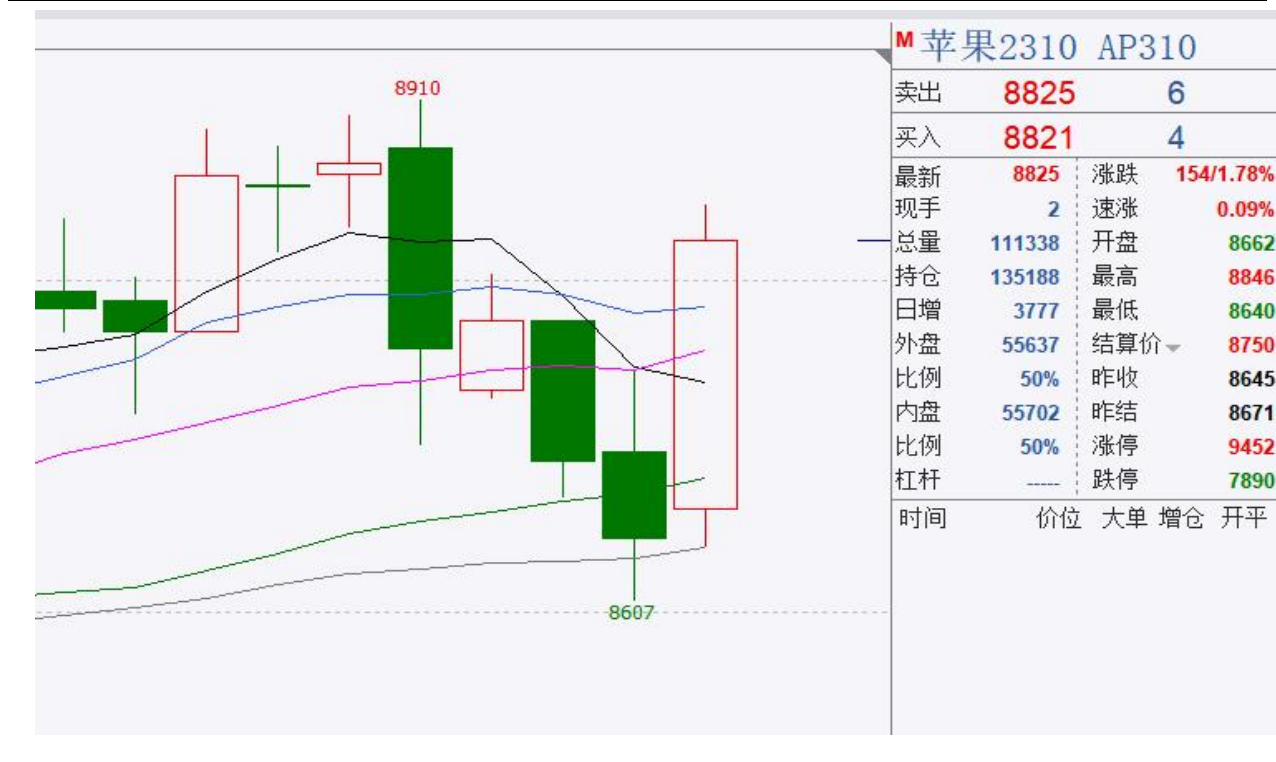 8910
8607
M 苹果2310 AP310
卖出 8825 6
买入 8821 4
最新 8825 涨跌 154/1.78%
现手 2 速涨 0.09%
总量 111338 开盘 8662
持仓 135188 最高 8846
日增 3777 最低 8640
外盘 55637 结算价 8750
比例 50% 昨收 8645
内盘 55702 昨结 8671
比例 50% 涨停 9452
杠杆 ----- 跌停 7890
时间 价位 大单 增仓 开平